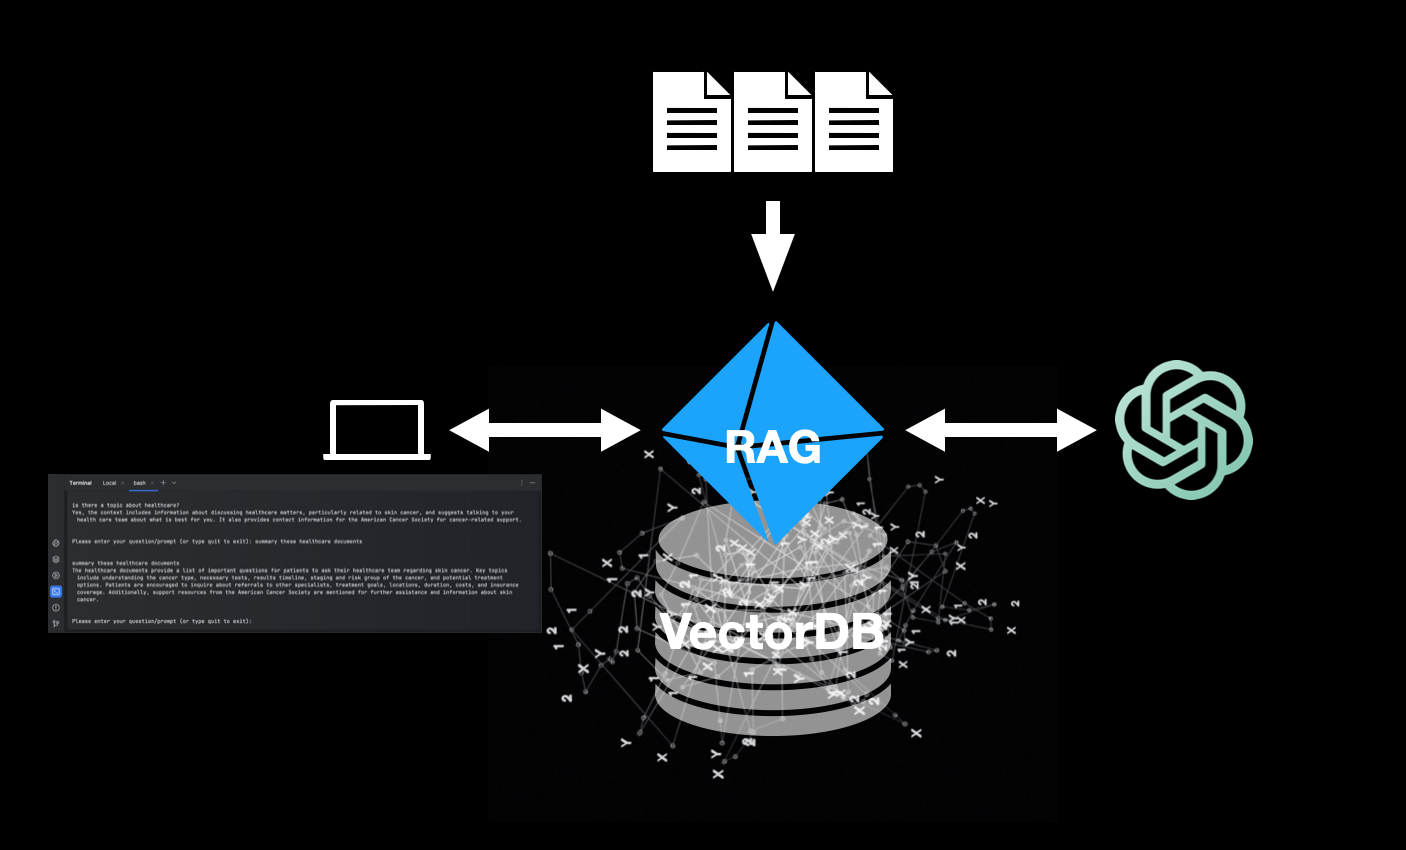 RAG
VectorDB
Terminal Local × bash × +
is there a topic about healthcare?
Yes, the context includes information about discussing healthcare matters, particularly related to skin cancer, and suggests talking to your
health care team about what is best for you. It also provides contact information for the American Cancer Society for cancer-related support.
Please enter your question/prompt (or type quit to exit): summary these healthcare documents
summary these healthcare documents
The healthcare documents provide a list of important questions for patients to ask their healthcare team regarding skin cancer. Key topics
include understanding the cancer type, necessary tests, results timeline, staging and risk group of the cancer, and potential treatment
options. Patients are encouraged to inquire about referrals to other specialists, treatment goals, locations, duration, costs, and insurance
coverage. Additionally, support resources from the American Cancer Society are mentioned for further assistance and information about skin
cancer.
Please enter your question/prompt (or type quit to exit):